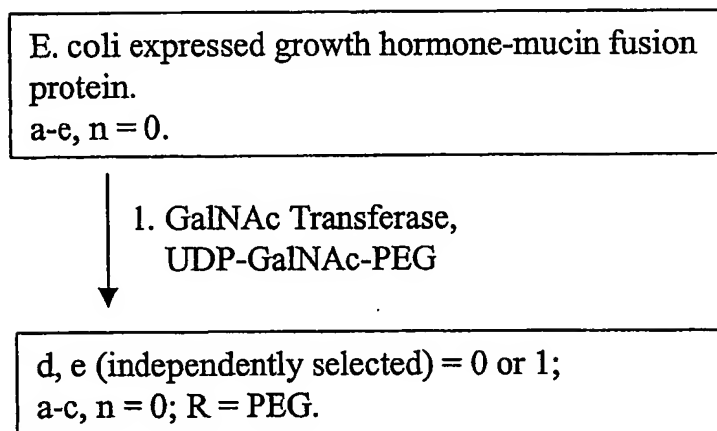 E. coli expressed growth hormone-mucin fusion
protein.
a-e, n = 0.
1. GalNAc Transferase,
UDP-GalNAc-PEG
d, e (independently selected) = 0 or 1;
a-c, n = 0; R = PEG.